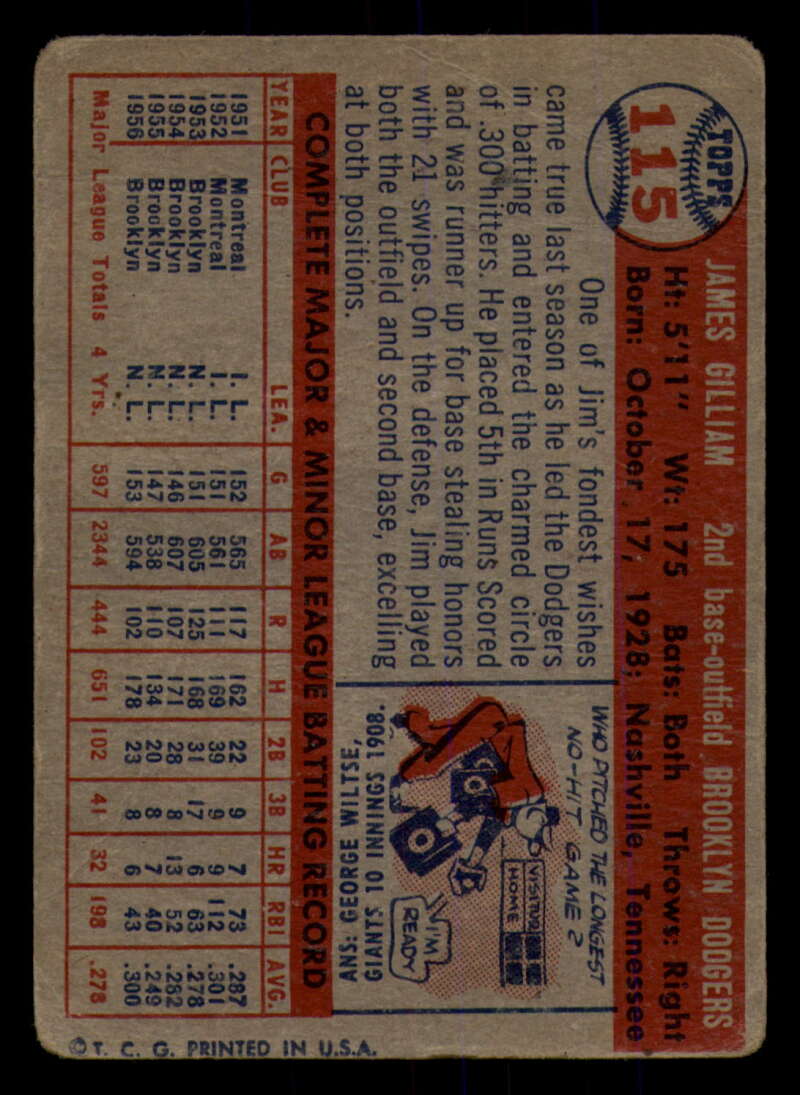 TOPPS
115
JAMES GILLIAM 2nd base-outfield BROOKLYN DODGERS
Ht: 5'11" Wt: 175 Bats: Both Throws: Right
Born: October 17, 1928; Nashville, Tennessee
One of Jim's fondest wishes
came true last season as he led the Dodgers
in batting and entered the charmed circle
of .300 hitters. He placed 5th in Runs Scored
and was runner up for base stealing honors
with 21 swipes. On the defense, Jim played
both the outfield and second base, excelling
at both positions.
WHO PITCHED THE LONGEST
NO-HIT GAME?
VISITOR
HOME
I'M
READY
ANS: GEORGE WILTSE,
GIANTS 10 INNINGS 1908.
COMPLETE MAJOR & MINOR LEAGUE BATTING RECORD
YEAR CLUB LEA. G AB R H 2B 3B HR RBI AVG.
1951 Montreal I. L. 152 565 117 162 22 9 7 73 .287
1952 Montreal I. L. 151 561 111 169 39 9 9 112 .301
1953 Brooklyn N. L. 151 605 125 168 31 17 6 63 .278
1954 Brooklyn N. L. 146 607 107 171 28 8 13 52 .282
1955 Brooklyn N. L. 147 538 110 134 20 8 7 40 .249
1956 Brooklyn N. L. 153 594 102 178 23 8 6 43 .300
Major League Totals 4 Yrs. 597 2344 444 651 102 41 32 198 .278
© T. C. G. PRINTED IN U.S.A.